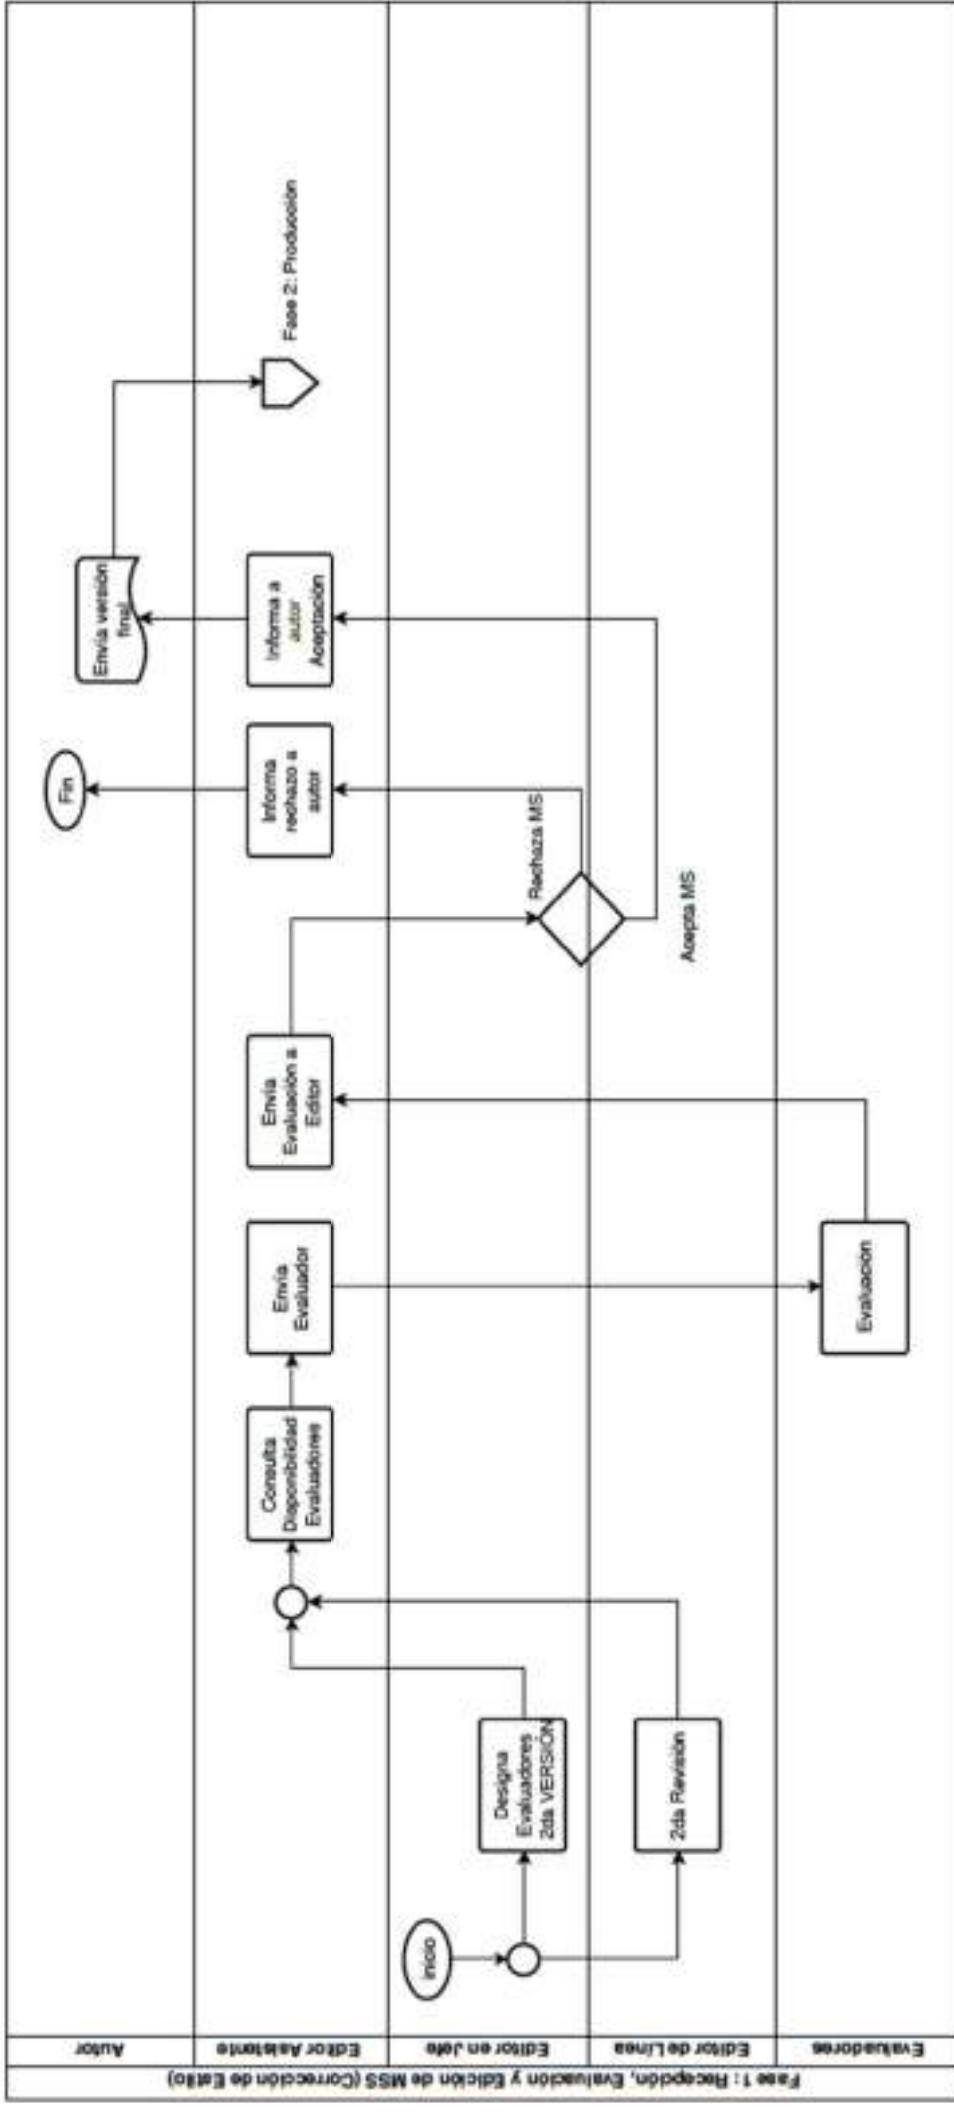 Fase 1: Recepción, Evaluación y Edición de MSS (Corrección de Estilo)
Autor
Editor Asistente
Editor en Jefe
Editor de Línea
Evaluadores
inicio
Designa
Evaluadores
2da VERSIÓN
2da Revisión
Consulta
Disponibilidad
Evaluadores
Envía
Evaluador
Evaluación
Envía
Evaluación a
Editor
Rechaza MS
Acepta MS
Informa
rechazo a
autor
Fin
Informa a
autor
Aceptación
Envía versión
final
Fase 2: Producción